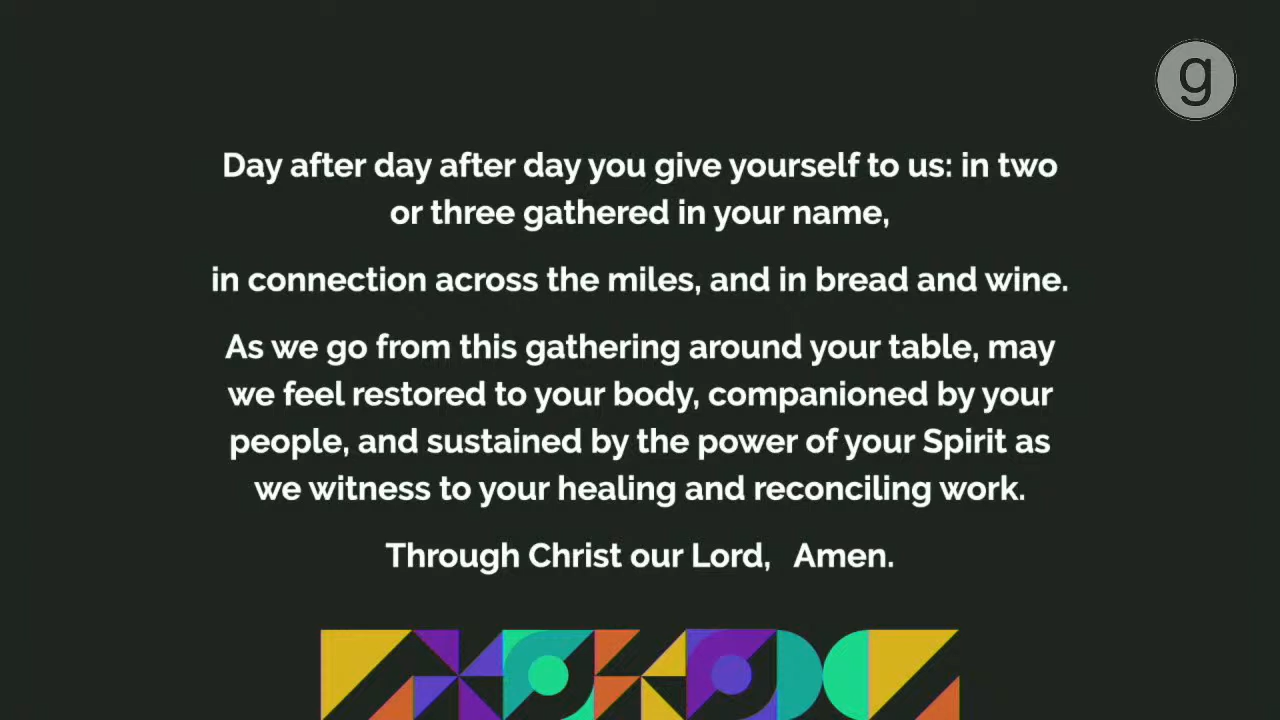 g
Day after day after day you give yourself to us: in two
or three gathered in your name,
in connection across the miles, and in bread and wine.
As we go from this gathering around your table, may
we feel restored to your body, companioned by your
people, and sustained by the power of your Spirit as
we witness to your healing and reconciling work.
Through Christ our Lord, Amen.